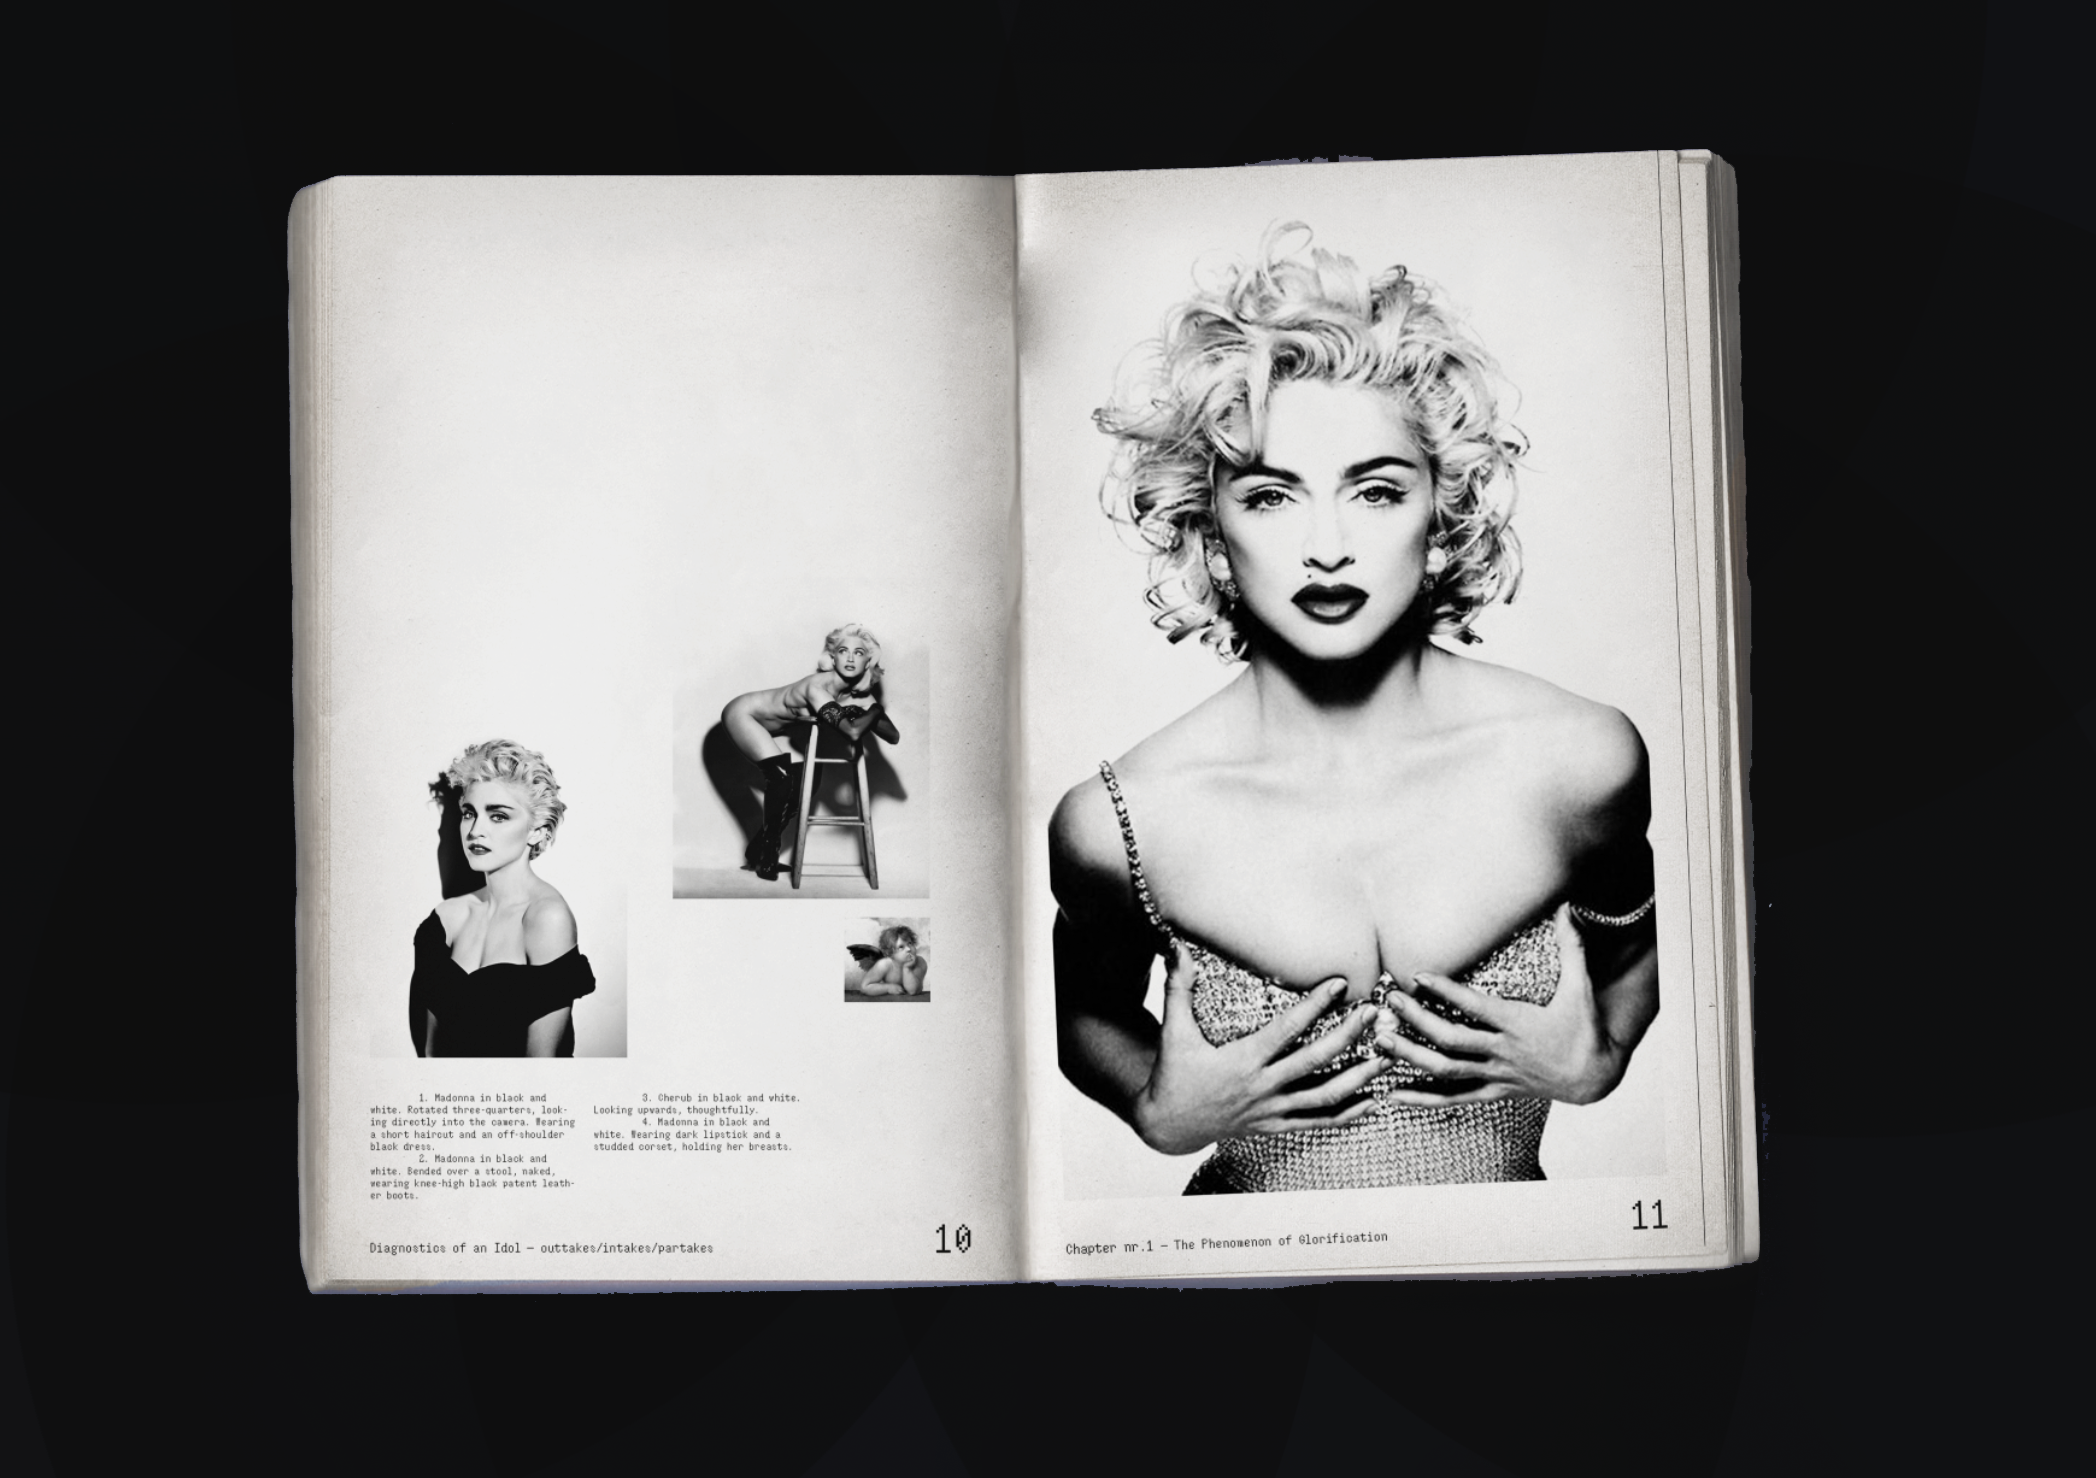 1. Madonna in black and
white. Rotated three-quarters, look-
ing directly into the camera. Wearing
a short haircut and an off-shoulder
black dress.
2. Madonna in black and
white. Bended over a stool, naked,
wearing knee-high black patent leath-
er boots.
3. Cherub in black and white.
Looking upwards, thoughtfully.
4. Madonna in black and
white. Wearing dark lipstick and a
studded corset, holding her breasts.
Diagnostics of an Idol — outtakes/intakes/partakes
10
Chapter nr.1 — The Phenomenon of Glorification
11